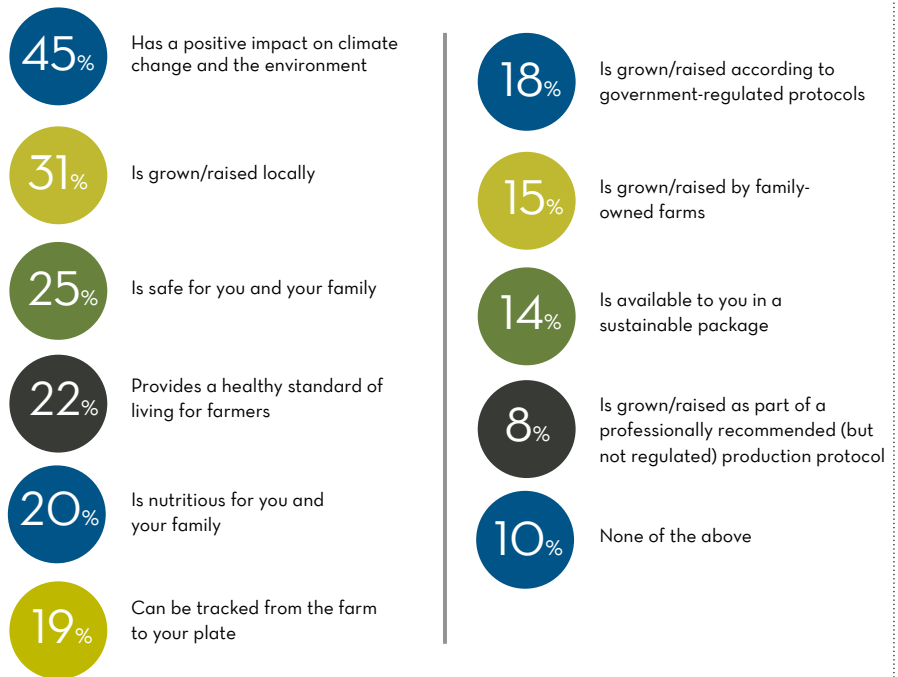 45%
Has a positive impact on climate
change and the environment
31%
Is grown/raised locally
25%
Is safe for you and your family
22%
Provides a healthy standard of
living for farmers
20%
Is nutritious for you and
your family
19%
Can be tracked from the farm
to your plate
18%
Is grown/raised according to
government-regulated protocols
15%
Is grown/raised by family-
owned farms
14%
Is available to you in a
sustainable package
8%
Is grown/raised as part of a
professionally recommended (but
not regulated) production protocol
10%
None of the above